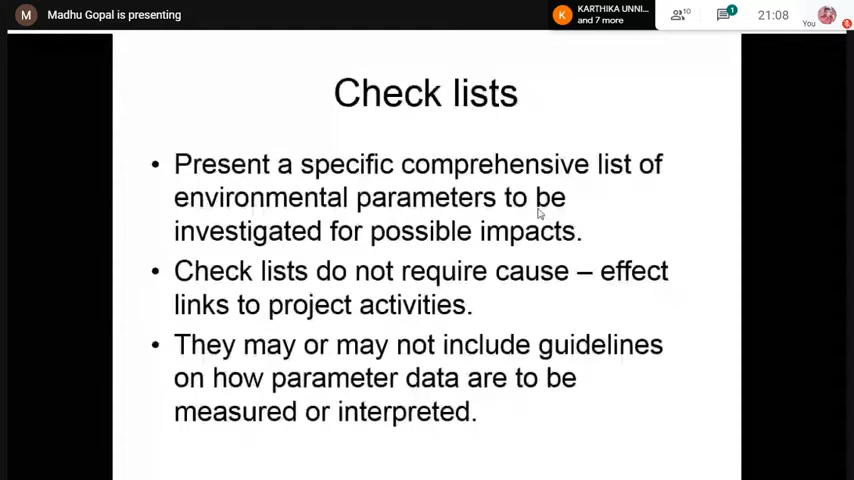 M Madhu Gopal is presenting
K KARTHIKA UNNI...
and 7 more
10
1
21:08
You
Check lists
• Present a specific comprehensive list of
environmental parameters to be
investigated for possible impacts.
• Check lists do not require cause – effect
links to project activities.
• They may or may not include guidelines
on how parameter data are to be
measured or interpreted.